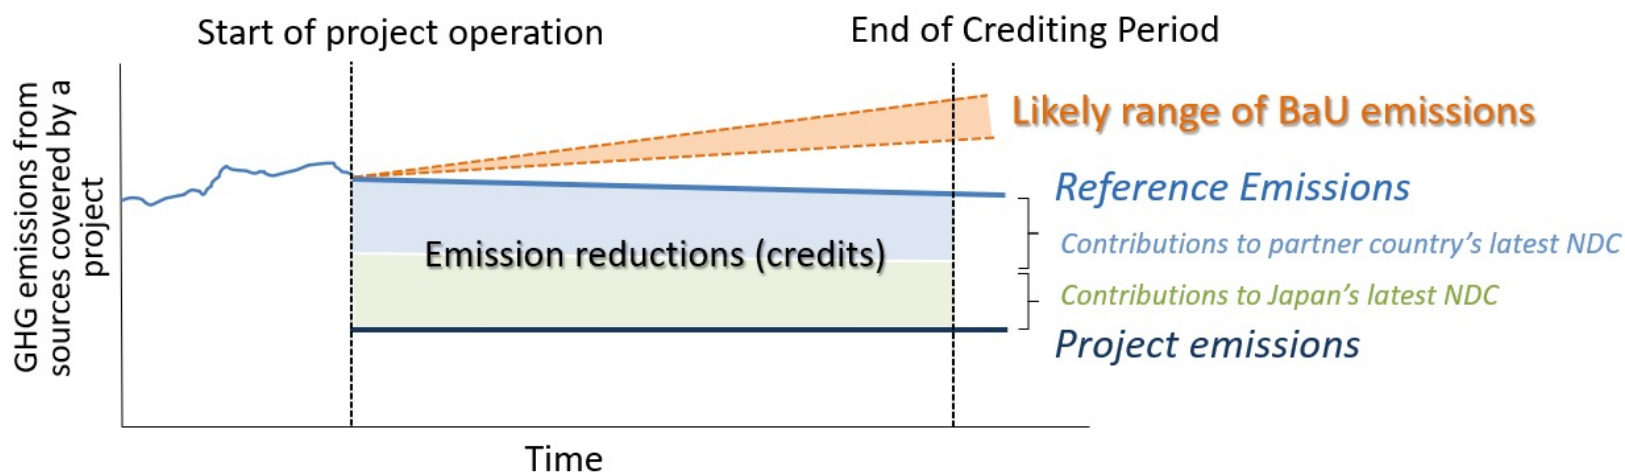 Start of project operation
End of Crediting Period
GHG emissions from
sources covered by a
project
Likely range of BaU emissions
Reference Emissions
Contributions to partner country's latest NDC
Emission reductions (credits)
Contributions to Japan's latest NDC
Project emissions
Time